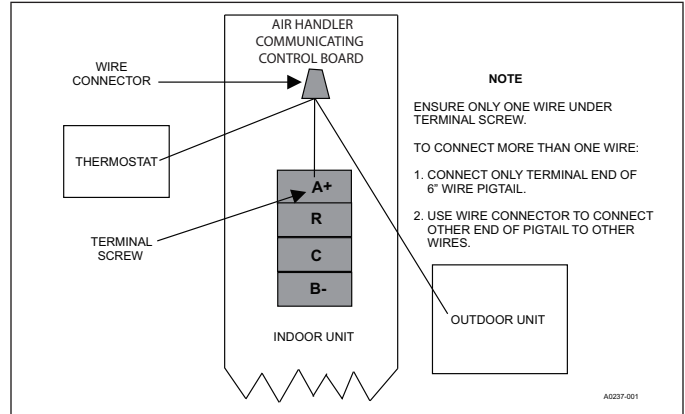 AIR HANDLER
COMMUNICATING
CONTROL BOARD
WIRE
CONNECTOR
THERMOSTAT
A+
R
C
B-
TERMINAL
SCREW
INDOOR UNIT
NOTE
ENSURE ONLY ONE WIRE UNDER
TERMINAL SCREW.
TO CONNECT MORE THAN ONE WIRE:
1. CONNECT ONLY TERMINAL END OF
6" WIRE PIGTAIL.
2. USE WIRE CONNECTOR TO CONNECT
OTHER END OF PIGTAIL TO OTHER
WIRES.
OUTDOOR UNIT
A0237-001